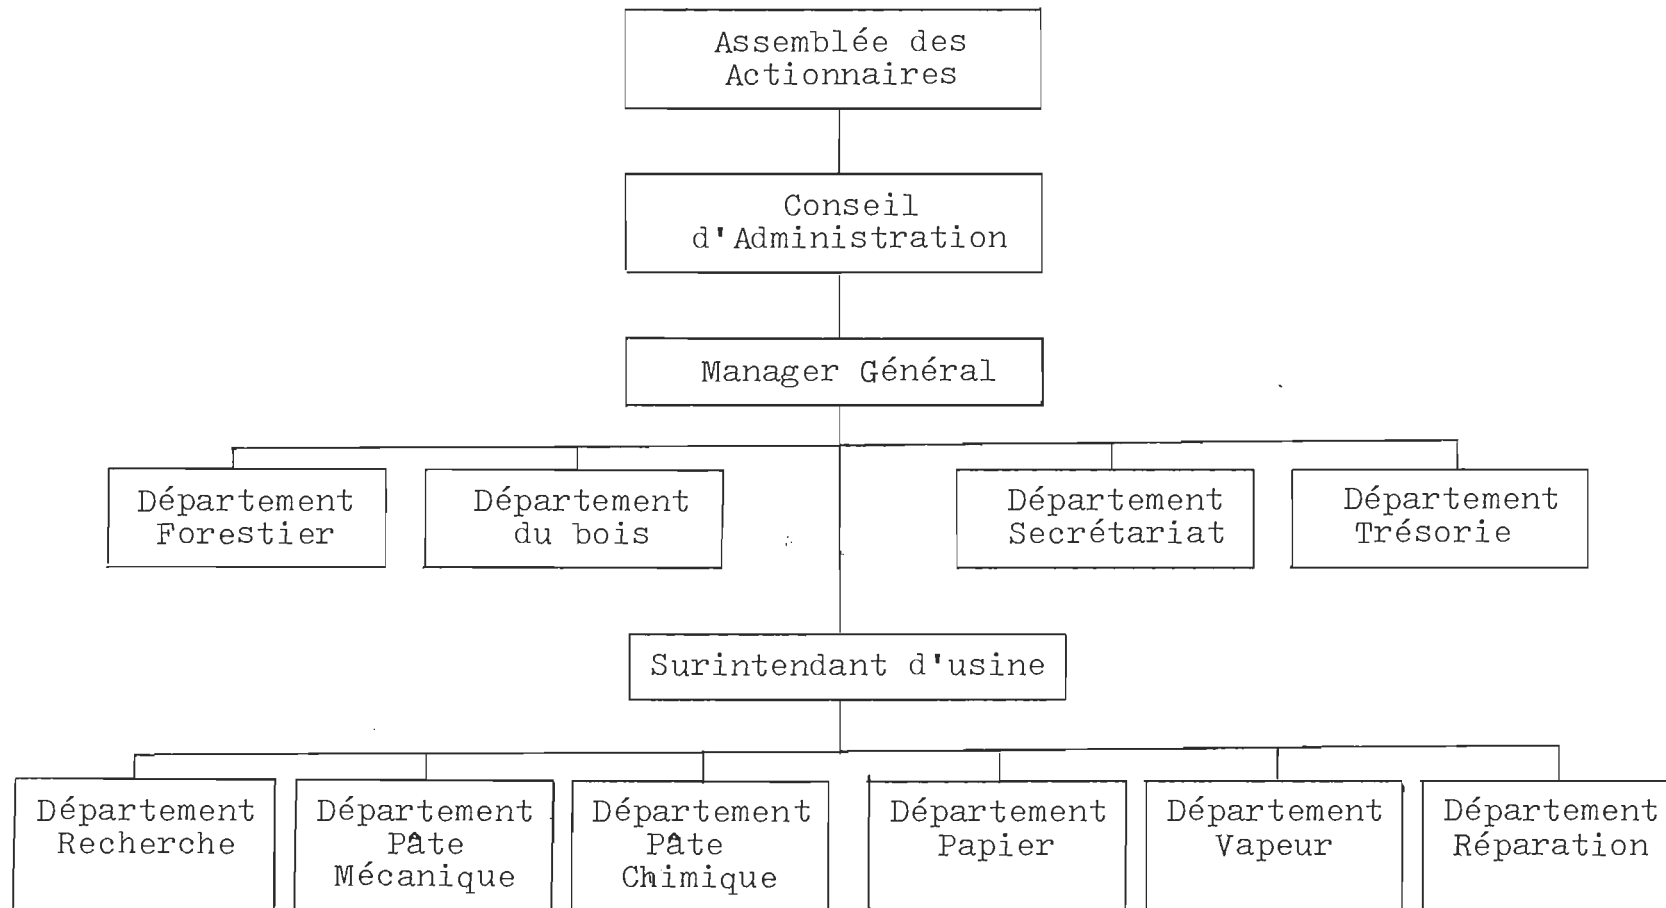 Assemblée des
Actionnaires
Conseil
d'Administration
Manager Général
Département
Forestier
Département
du bois
Département
Secrétariat
Département
Trésorie
Surintendant d'usine
Département
Recherche
Département
Pâte
Mécanique
Département
Pâte
Chimique
Département
Papier
Département
Vapeur
Département
Réparation